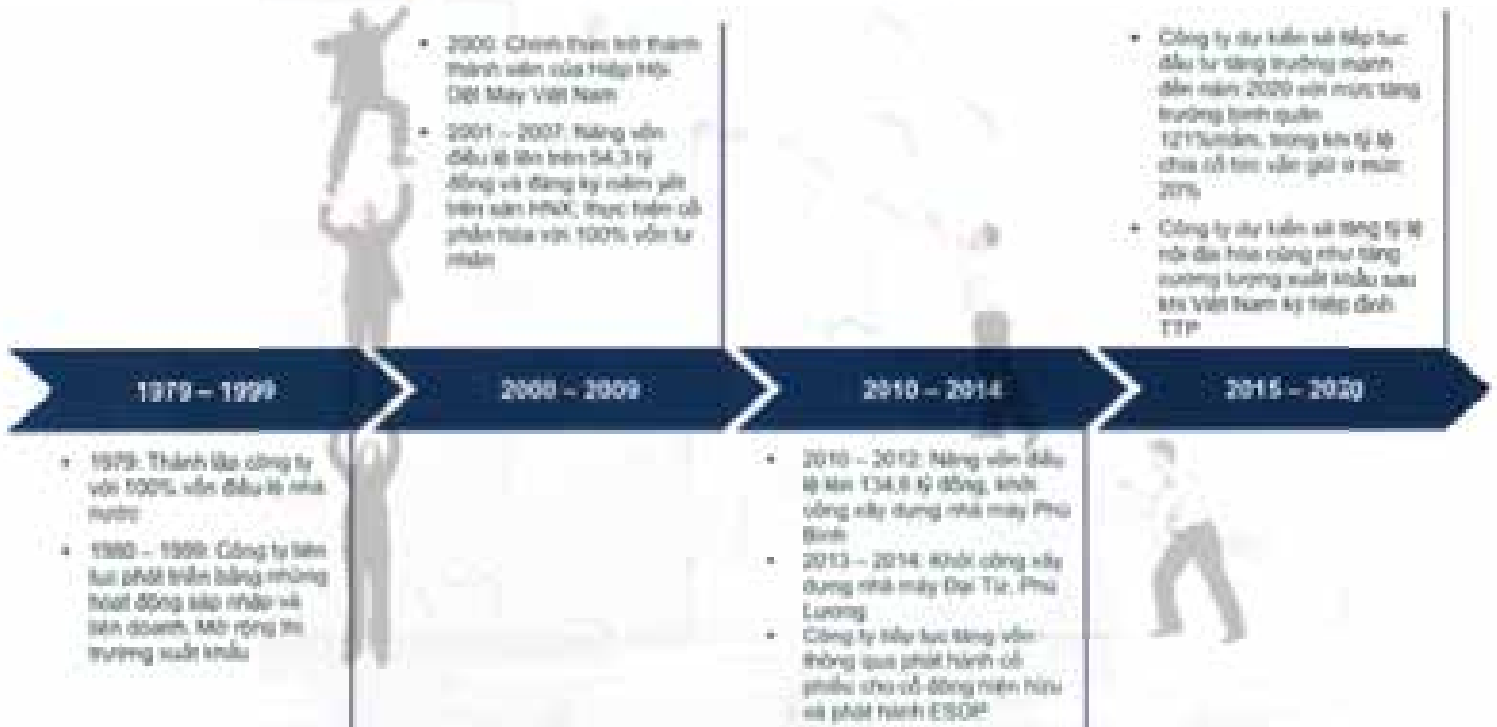 • 2000: Chính thức trở thành
thành viên của Hiệp Hội
Dệt May Việt Nam
• 2001 – 2007: Nâng vốn
điều lệ lên trên 54,3 tỷ
đồng và đăng ký niêm yết
trên sàn HNX, thực hiện cổ
phần hóa với 100% vốn tư
nhân
• Công ty dự kiến sẽ tiếp tục
đầu tư tăng trưởng mạnh
đến năm 2020 với mức tăng
trưởng bình quân
trong khi tỷ lệ
chia cổ tức vẫn giữ ở mức
20%
• Công ty dự kiến sẽ tăng tỷ lệ
nội địa hóa cũng như tăng
cường lượng xuất khẩu sau
khi Việt Nam ký hiệp định
TTP
1979 – 1999
2000 – 2009
2010 – 2014
2015 – 2020
• 1979: Thành lập công ty
với 100% vốn điều lệ nhà
nước
• 1980 – 1999: Công ty liên
tục phát triển bằng những
hoạt động sáp nhập và
liên doanh. Mở rộng thị
trường xuất khẩu
• 2010 – 2012: Nâng vốn điều
lệ lên 134,6 tỷ đồng, khởi
công xây dựng nhà máy Phú
Bình
• 2013 – 2014: Khởi công xây
dựng nhà máy Đại Từ, Phú
Lương
• Công ty tiếp tục tăng vốn
thông qua phát hành cổ
phiếu cho cổ đông hiện hữu
và phát hành ESOP